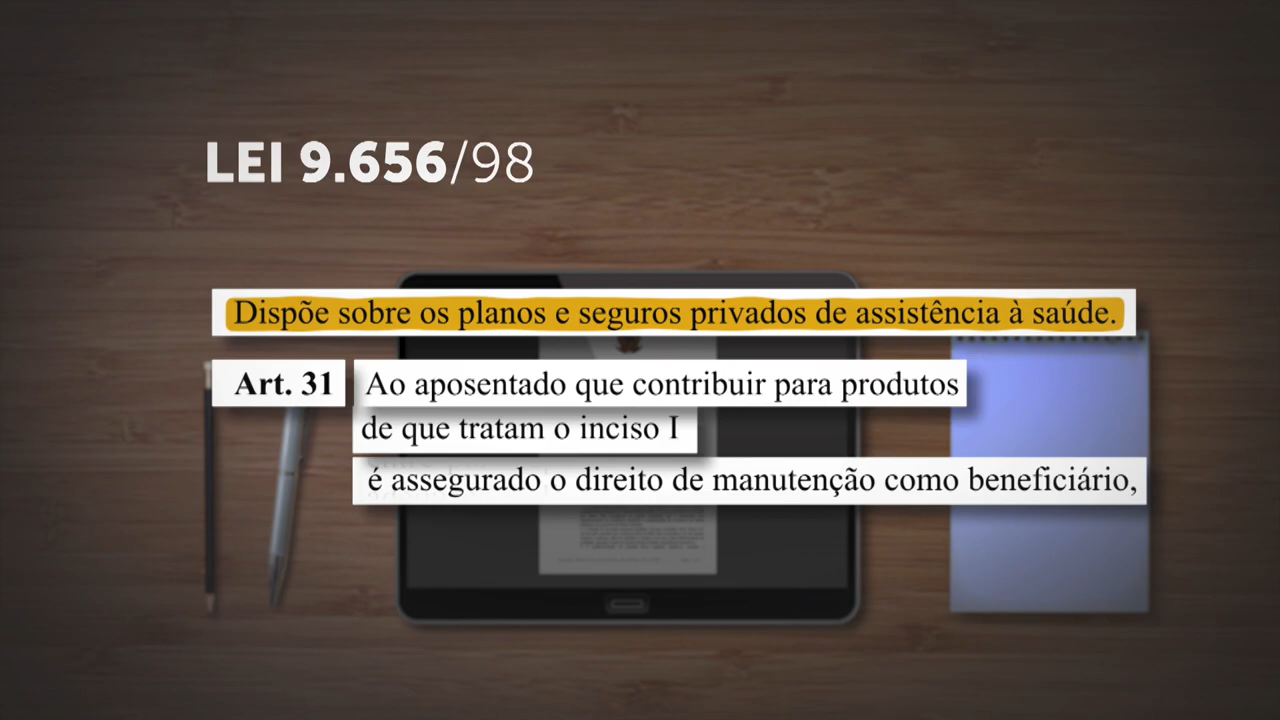 LEI 9.656/98
Dispõe sobre os planos e seguros privados de assistência à saúde.
Art. 31 Ao aposentado que contribuir para produtos
de que tratam o inciso I
é assegurado o direito de manutenção como beneficiário,